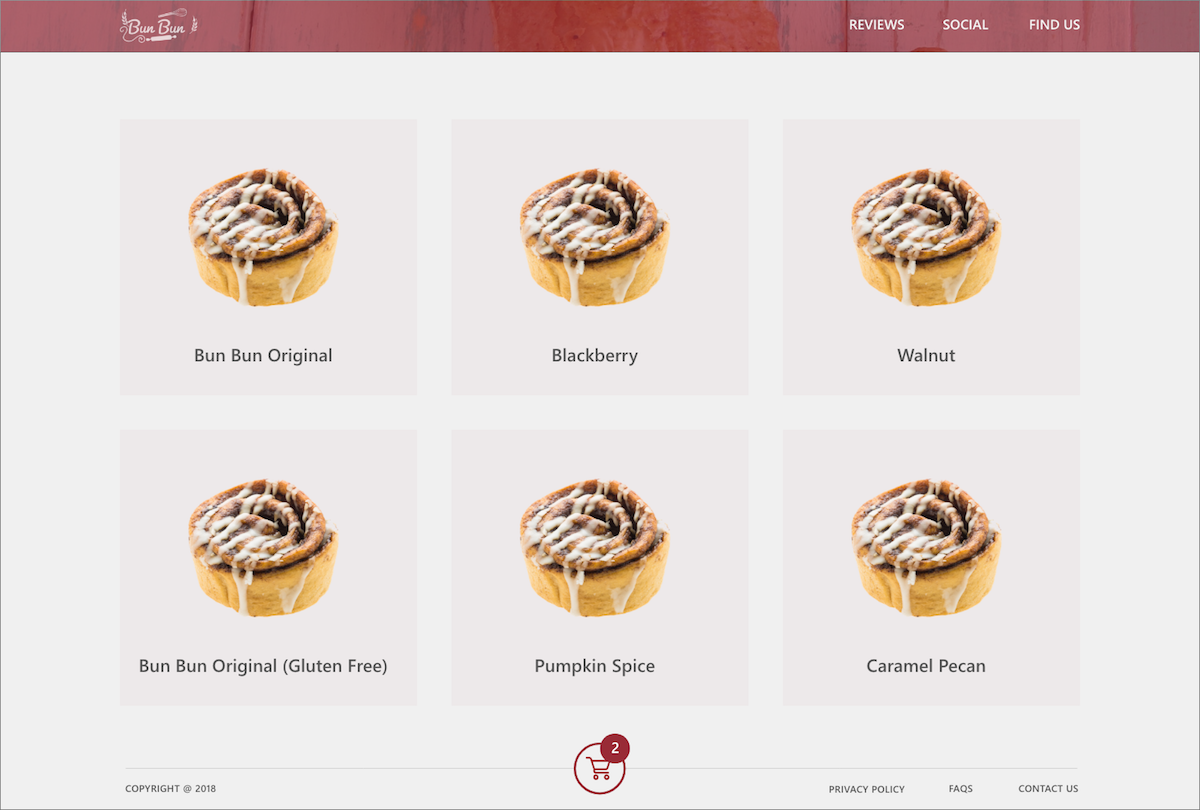 Bun Bun
REVIEWS SOCIAL FIND US
Bun Bun Original
Blackberry
Walnut
Bun Bun Original (Gluten Free)
Pumpkin Spice
Caramel Pecan
2
COPYRIGHT @ 2018
PRIVACY POLICY FAQS CONTACT US